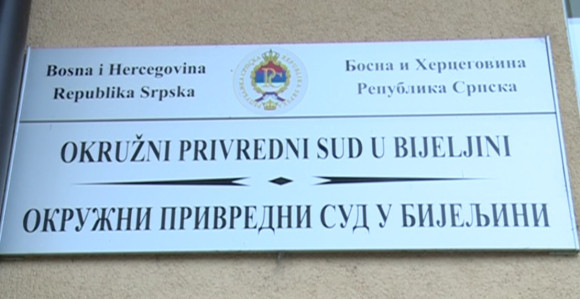 Bosna i Hercegovina
Republika Srpska
Босна и Херцеговина
Република Српска
OKRUŽNI PRIVREDNI SUD U BIJELJINI
ОКРУЖНИ ПРИВРЕДНИ СУД У БИЈЕЉИНИ